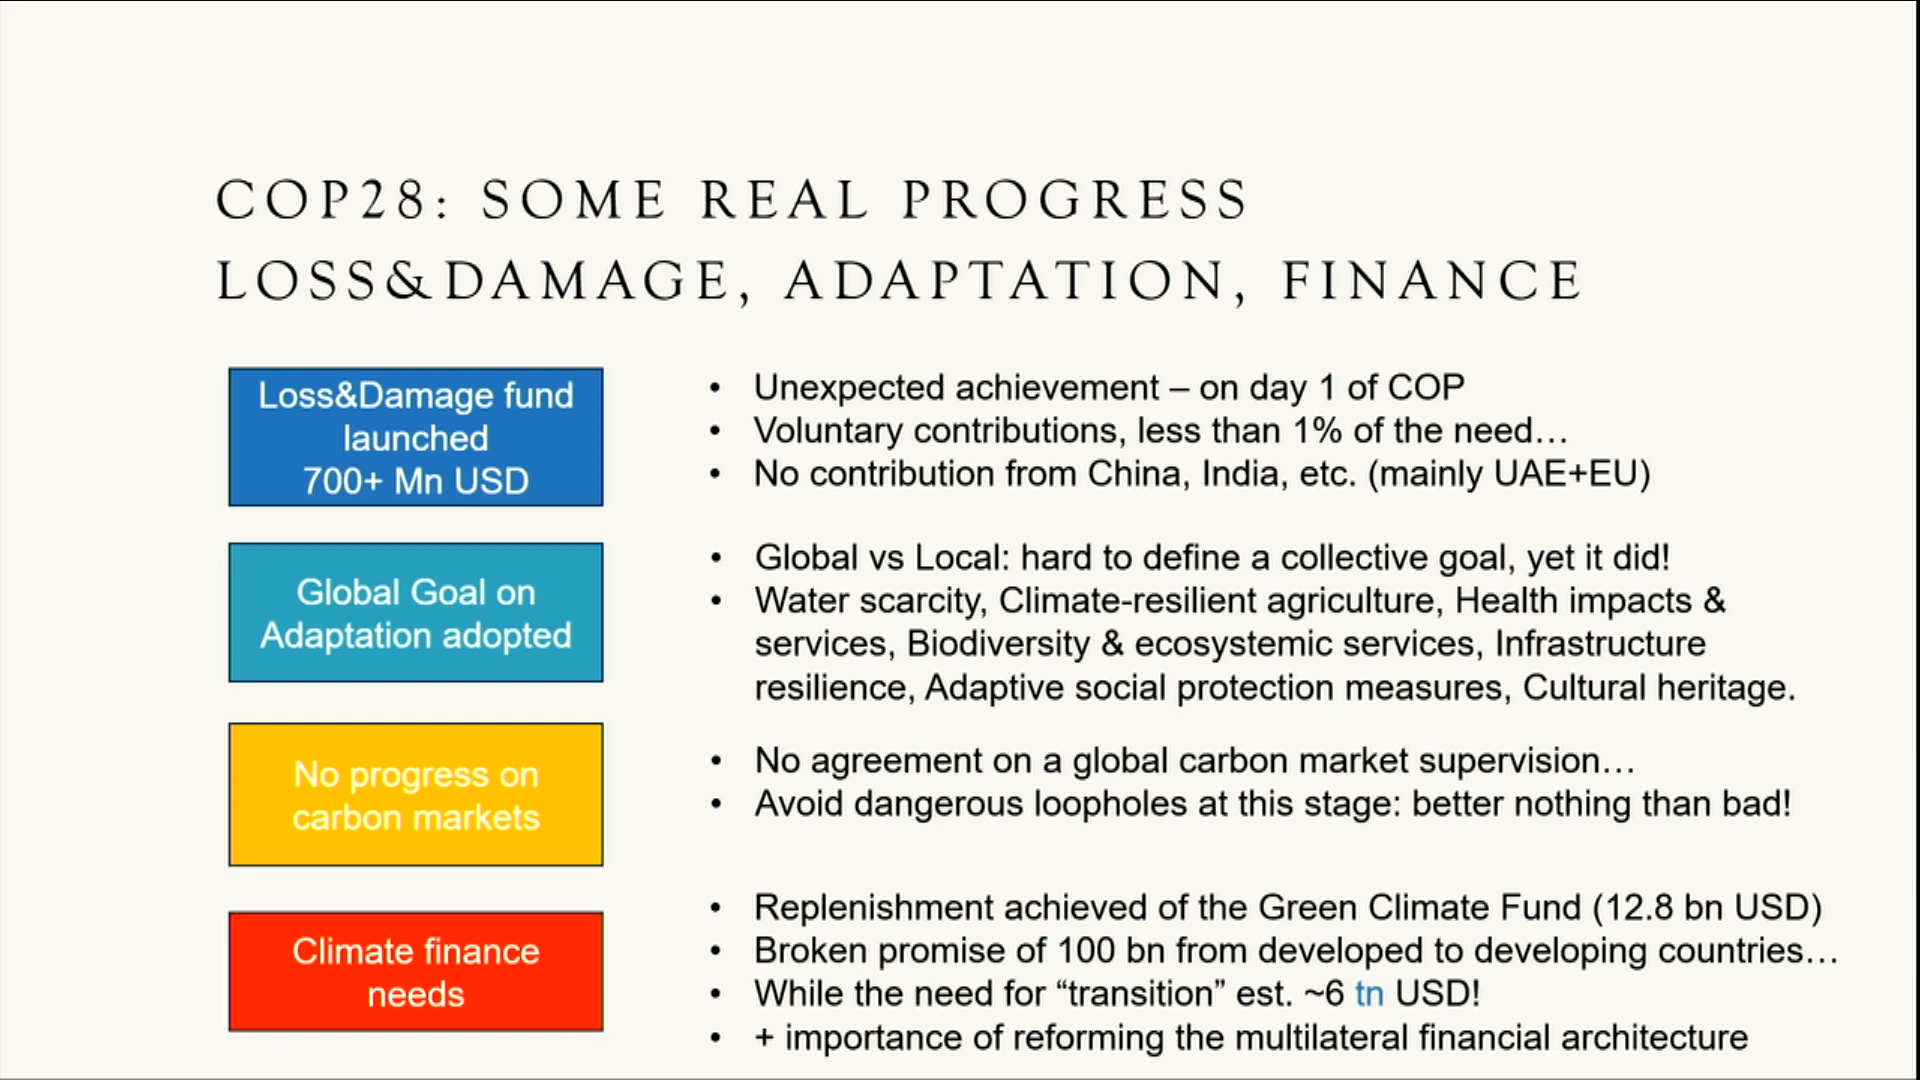 COP28: SOME REAL PROGRESS
LOSS&DAMAGE, ADAPTATION, FINANCE
Loss&Damage fund
launched
700+ Mn USD
• Unexpected achievement – on day 1 of COP
• Voluntary contributions, less than 1% of the need…
• No contribution from China, India, etc. (mainly UAE+EU)
Global Goal on
Adaptation adopted
• Global vs Local: hard to define a collective goal, yet it did!
• Water scarcity, Climate-resilient agriculture, Health impacts &
services, Biodiversity & ecosystemic services, Infrastructure
resilience, Adaptive social protection measures, Cultural heritage.
No progress on
carbon markets
• No agreement on a global carbon market supervision…
• Avoid dangerous loopholes at this stage: better nothing than bad!
Climate finance
needs
• Replenishment achieved of the Green Climate Fund (12.8 bn USD)
• Broken promise of 100 bn from developed to developing countries…
• While the need for “transition” est. ~6 tn USD!
• + importance of reforming the multilateral financial architecture